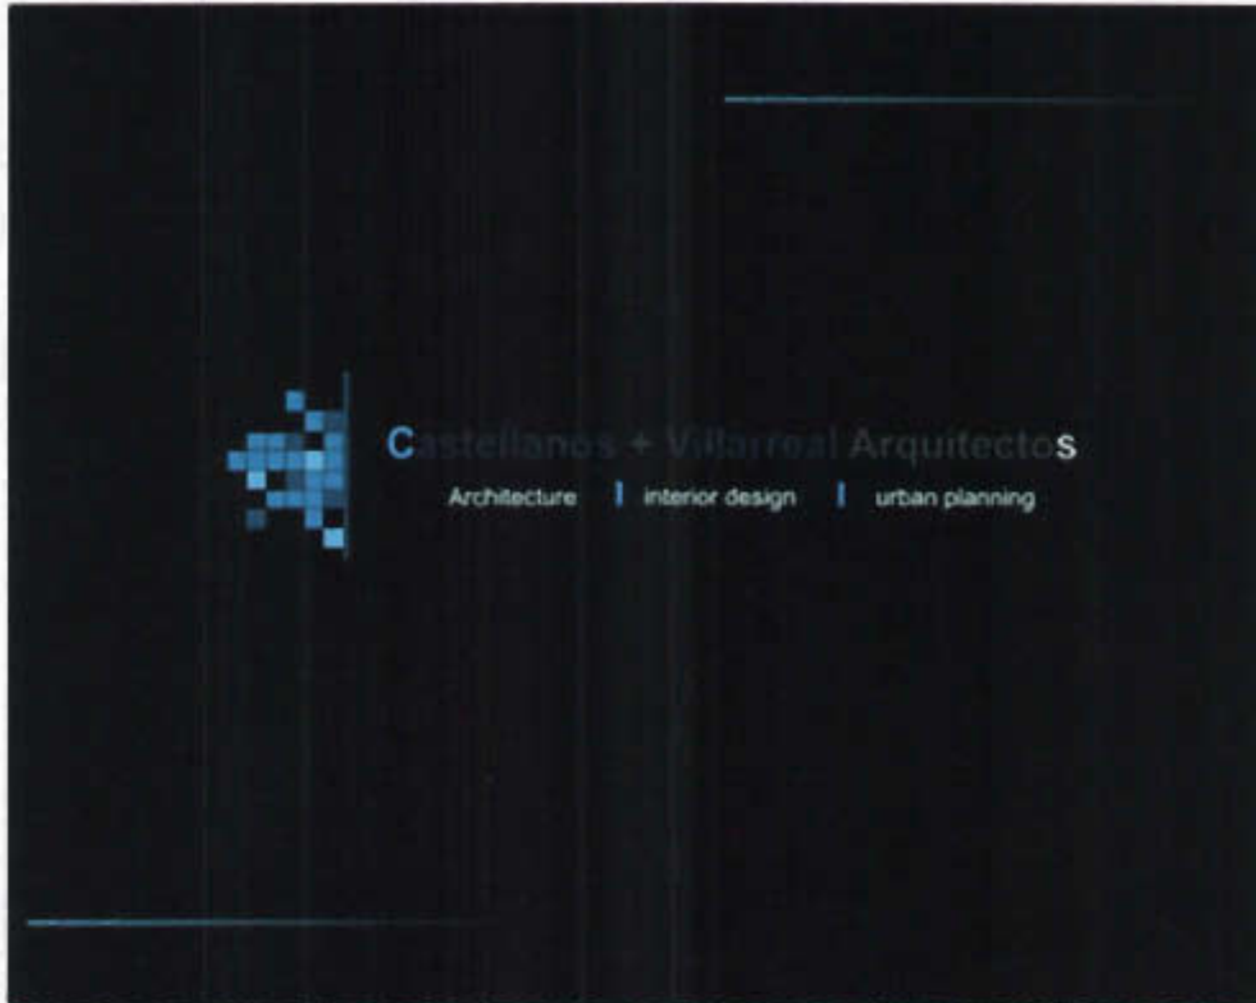 Castellanos + Villarreal Arquitectos
Architecture | interior design | urban planning